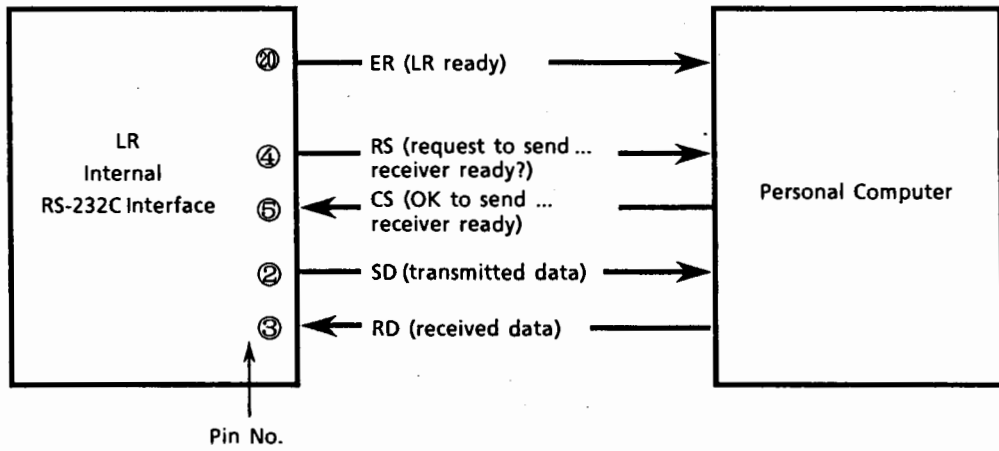 ⑳ ER (LR ready)
LR
Internal
RS-232C Interface
④ RS (request to send ...
receiver ready?)
⑤ CS (OK to send ...
receiver ready)
② SD (transmitted data)
③ RD (received data)
Personal Computer
Pin No.